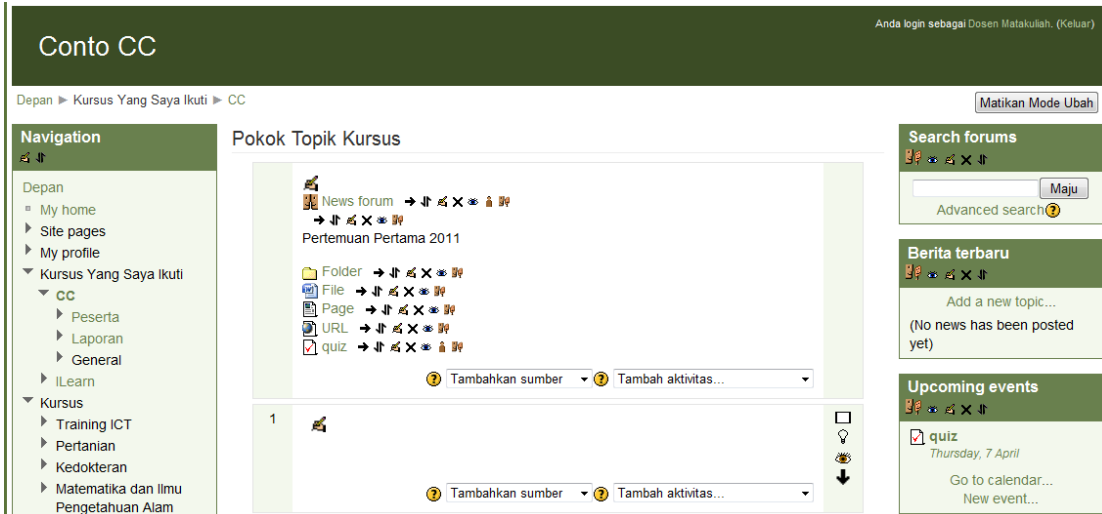 Anda login sebagai Dosen Matakuliah. (Keluar)
Conto CC
Depan ► Kursus Yang Saya Ikuti ► CC
Matikan Mode Ubah
Navigation
Depan
My home
Site pages
My profile
Kursus Yang Saya Ikuti
CC
Peserta
Laporan
General
ILearn
Kursus
Training ICT
Pertanian
Kedokteran
Matematika dan Ilmu
Pengetahuan Alam
Pokok Topik Kursus
News forum
Pertemuan Pertama 2011
Folder
File
Page
URL
quiz
Tambahkan sumber
Tambah aktivitas...
1
Tambahkan sumber
Tambah aktivitas...
Search forums
Maju
Advanced search
Berita terbaru
Add a new topic...
(No news has been posted
yet)
Upcoming events
quiz
Thursday, 7 April
Go to calendar...
New event...